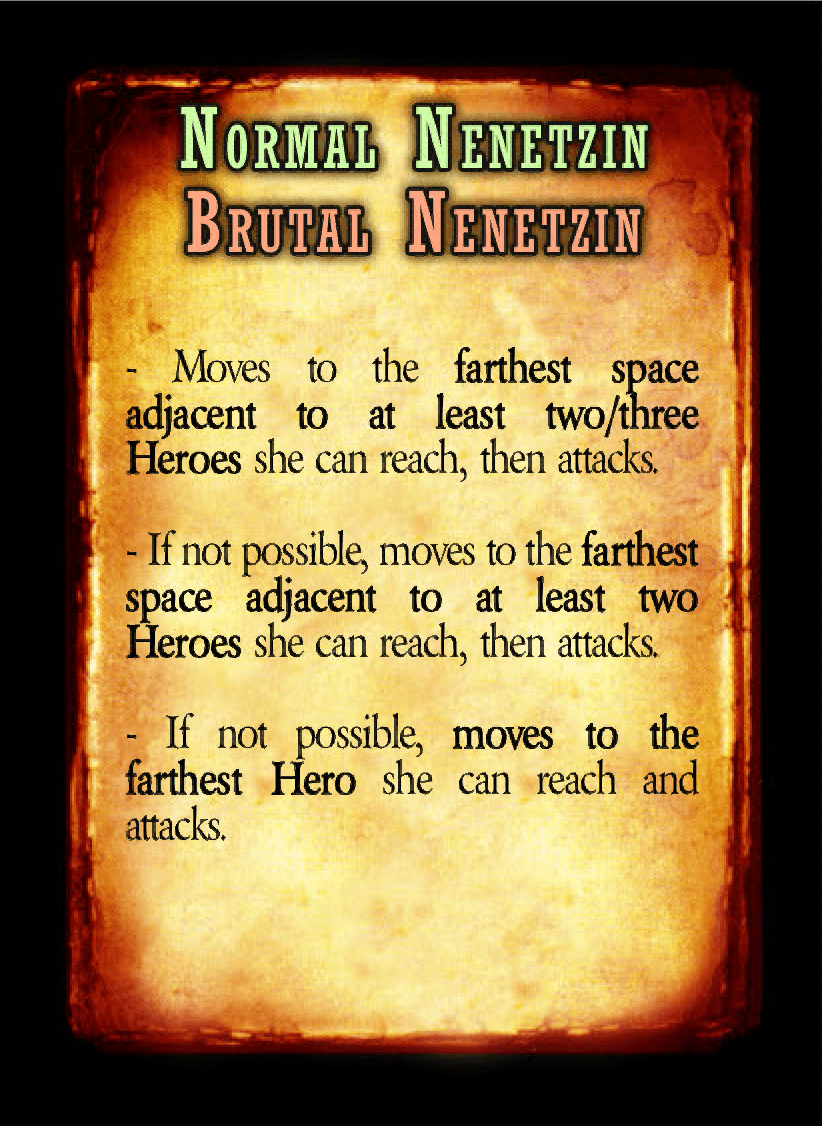 Normal Nenetzin
Brutal Nenetzin
- Moves to the farthest space
adjacent to at least two/three
Heroes she can reach, then attacks.
- If not possible, moves to the farthest
space adjacent to at least two
Heroes she can reach, then attacks.
- If not possible, moves to the
farthest Hero she can reach and
attacks.